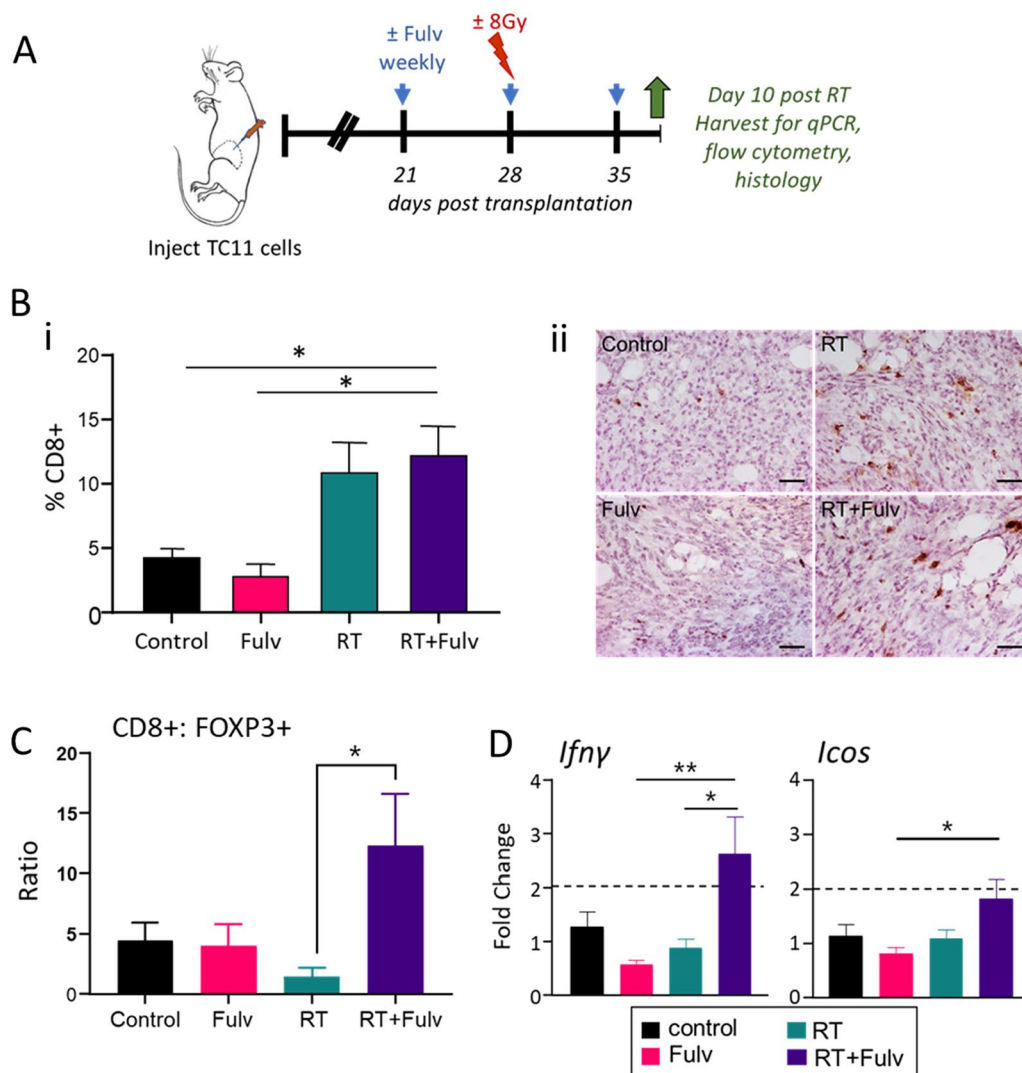 A
± Fulv
weekly
± 8Gy
21
28
35
days post transplantation
Inject TC11 cells
Day 10 post RT
Harvest for qPCR,
flow cytometry,
histology
B
i
% CD8+
20
15
10
5
0
*
*
Control
Fulv
RT
RT+Fulv
ii
Control
RT
Fulv
RT+Fulv
C
CD8+: FOXP3+
Ratio
20
15
10
5
0
*
Control
Fulv
RT
RT+Fulv
D
Ifnγ
Fold Change
4
3
2
1
0
**
*
Icos
4
3
2
1
0
*
control
RT
Fulv
RT+Fulv